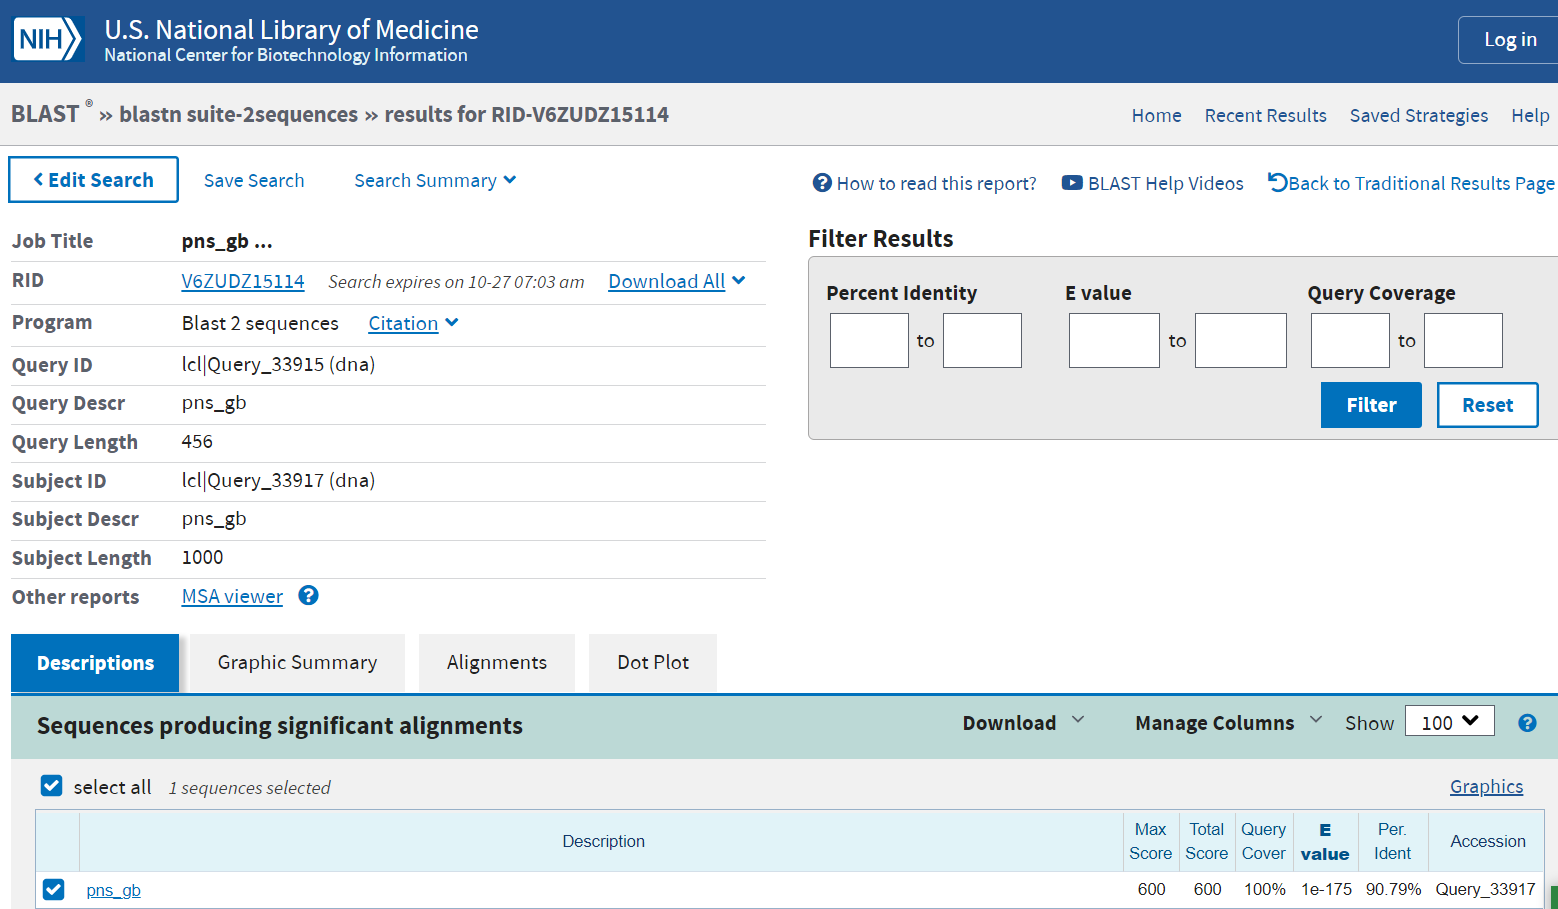 NIH
U.S. National Library of Medicine
National Center for Biotechnology Information
Log in
BLAST ® » blastn suite-2sequences » results for RID-V6ZUDZ15114
Home Recent Results Saved Strategies Help
Edit Search Save Search Search Summary
How to read this report? BLAST Help Videos Back to Traditional Results Page
Job Title pns_gb ...
RID V6ZUDZ15114 Search expires on 10-27 07:03 am Download All
Program Blast 2 sequences Citation
Query ID lcl|Query_33915 (dna)
Query Descr pns_gb
Query Length 456
Subject ID lcl|Query_33917 (dna)
Subject Descr pns_gb
Subject Length 1000
Other reports MSA viewer ?
Filter Results
Percent Identity E value Query Coverage
to to to
Filter Reset
Descriptions Graphic Summary Alignments Dot Plot
Sequences producing significant alignments Download Manage Columns Show 100 ?
select all 1 sequences selected Graphics
Description Max Score Total Score Query Cover E value Per. Ident Accession
pns_gb 600 600 100% 1e-175 90.79% Query_33917